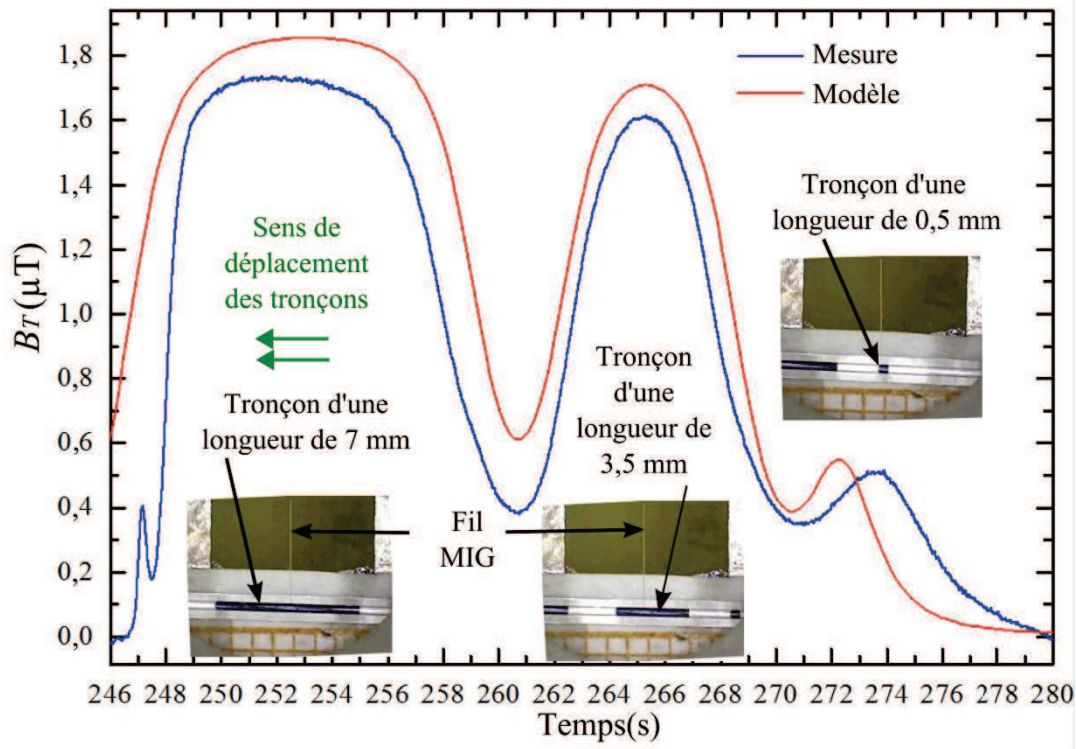 Mesure
Modèle
Tronçon d'une
longueur de 0,5 mm
Sens de
déplacement
des tronçons
Tronçon d'une
longueur de 7 mm
Tronçon
d'une
longueur de
3,5 mm
Fil
MIG
BT (μT)
1,8
1,6
1,4
1,2
1,0
0,8
0,6
0,4
0,2
0,0
246 248 250 252 254 256 258 260 262 264 266 268 270 272 274 276 278 280
Temps(s)